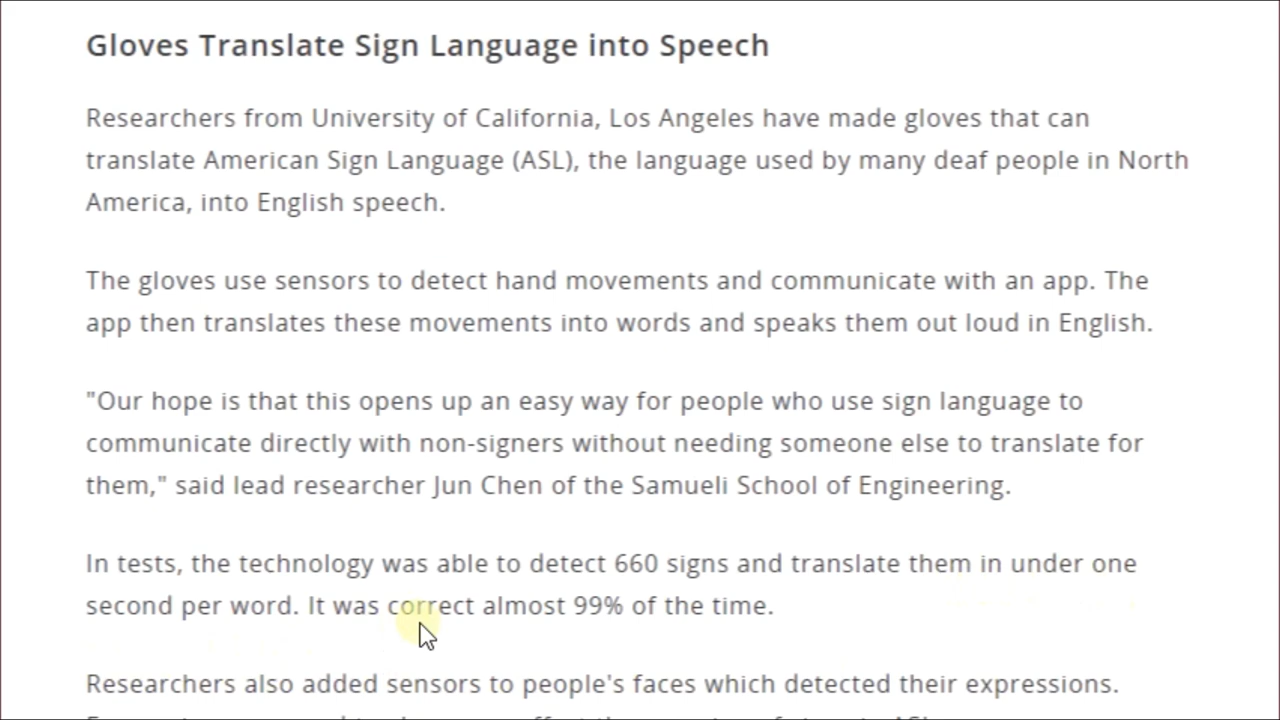 Gloves Translate Sign Language into Speech
Researchers from University of California, Los Angeles have made gloves that can
translate American Sign Language (ASL), the language used by many deaf people in North
America, into English speech.
The gloves use sensors to detect hand movements and communicate with an app. The
app then translates these movements into words and speaks them out loud in English.
"Our hope is that this opens up an easy way for people who use sign language to
communicate directly with non-signers without needing someone else to translate for
them," said lead researcher Jun Chen of the Samueli School of Engineering.
In tests, the technology was able to detect 660 signs and translate them in under one
second per word. It was correct almost 99% of the time.
Researchers also added sensors to people's faces which detected their expressions.